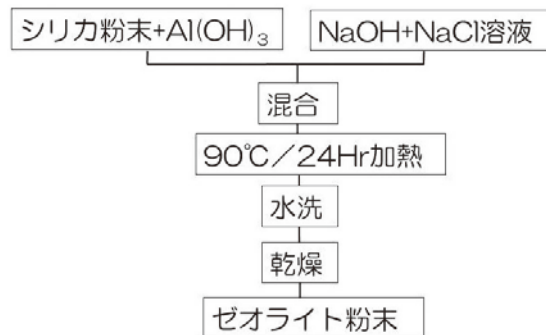 シリカ粉末+Al(OH)₃
NaOH+NaCl溶液
混合
90℃/24Hr加熱
水洗
乾燥
ゼオライト粉末